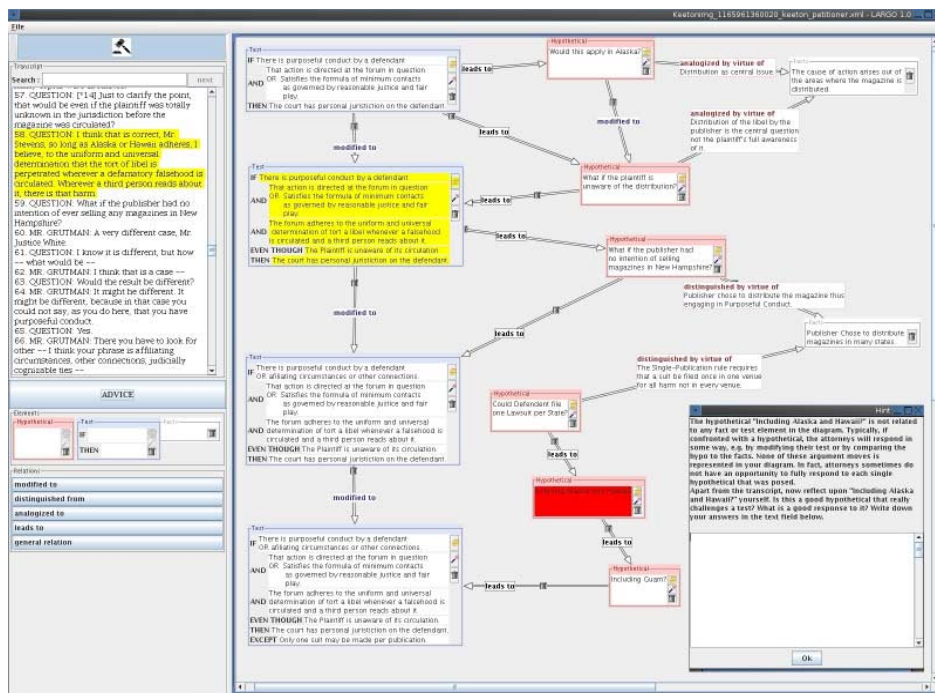 Keetonimg_1165961360020_keeton_petitioner.xml - LARGO 1.0
File
Transcript
Search :
next
57. QUESTION: [*14] Just to clarify the point,
that would be even if the plaintiff was totally
unknown in the jurisdiction before the
magazine was circulated?
58. QUESTION: I think that is correct, Mr.
Stevens, so long as Alaska or Hawaii adheres, I
believe, to the uniform and universal
determination that the tort of libel is
perpetrated wherever a defamatory falsehood is
circulated. Wherever a third person reads about
it, there is that harm.
59. QUESTION: What if the publisher had no
intention of ever selling any magazines in New
Hampshire?
60. MR. GRUTMAN: A very different case, Mr.
Justice White.
61. QUESTION: I know it is different, but how
-- what would be --
62. MR. GRUTMAN: I think that is a case --
63. QUESTION: Would the result be different?
64. MR. GRUTMAN: It might be different. It
might be different, because in that case you
could not say, as you do here, that you have
purposeful conduct.
65. QUESTION: Yes.
66. MR. GRUTMAN: There you have to look for
other -- I think your phrase is affiliating
circumstances, other connections, judicially
cognizable ties --
ADVICE
Elements
Hypothetical
Test
IF
THEN
Facts
Relations
modified to
distinguished from
analogized to
leads to
general relation
Test
IF There is purposeful conduct by a defendant
That action is directed at the forum in question
AND OR Satisfies the formula of minimum contacts
as governed by reasonable justice and fair
play.
THEN The court has personal juristiction on the defendant.
leads to
Hypothetical
Would this apply in Alaska?
analogized by virtue of
Distribution as central issue.
Facts
The cause of action arises out of
the areas where the magazine is
distributed.
leads to
modified to
analogized by virtue of
Distribution of the libel by the
publisher is the central question
not the plaintiff's full awareness
of it.
modified to
Test
IF There is purposeful conduct by a defendant
That action is directed at the forum in question
AND OR Satisfies the formula of minimum contacts
as governed by reasonable justice and fair
play.
The forum adheres to the uniform and universal
AND determination of tort a libel whenever a falsehood
is circulated and a third person reads about it.
EVEN THOUGH The Plaintiff is unaware of its circulation
THEN The court has personal juristiction on the defendant.
Hypothetical
What if the plaintiff is
unaware of the distribution?
leads to
leads to
Hypothetical
What if the publisher had
no intention of selling
magazines in New Hampshire?
distinguished by virtue of
Publisher chose to distribute the magazine thus
engaging in Purposeful Conduct.
modified to
leads to
Facts
Publisher Chose to distribute
magazines in many states.
distinguished by virtue of
The Single-Publication rule requires
that a suit be filed once in one venue
for all harm not in every venue.
Test
IF There is purposeful conduct by a defendant
OR affiliating circumstances or other connections.
That action is directed at the forum in question
AND OR Satisfies the formula of minimum contacts
as governed by reasonable justice and fair
play.
The forum adheres to the uniform and universal
AND determination of tort a libel whenever a falsehood is
circulated and a third person reads about it.
EVEN THOUGH The Plaintiff is unaware of its circulation
THEN The court has personal juristiction on the defendant.
Hypothetical
Could Defendent file
one Lawsuit per State?
leads to
Hypothetical
modified to
leads to
Test
IF There is purposeful conduct by a defendant
OR afiliating circumstances or other connections.
That action is directed at the forum in question
AND OR Satisfies the formula of minimum contacts
as governed by reasonable justice and fair
play.
The forum adheres to the uniform and universal
AND determination of tort a libel whenever a falsehood is
circulated and a third person reads about it.
EVEN THOUGH The Plaintiff is unaware of its circulation
THEN The court has personal juristiction on the defendant.
EXCEPT Only one suit may be made per publication.
leads to
Hypothetical
Including Guam?
Hint
The hypothetical "Including Alaska and Hawaii?" is not related
to any fact or test element in the diagram. Typically, if
confronted with a hypothetical, the attorneys will respond in
some way, e.g. by modifying their test or by comparing the
hypo to the facts. None of these argument moves is
represented in your diagram. In fact, attorneys sometimes do
not have an opportunity to fully respond to each single
hypothetical that was posed.
Apart from the transcript, now reflect upon "Including Alaska
and Hawaii?" yourself. Is this a good hypothetical that really
challenges a test? What is a good response to it? Write down
your answers in the text field below.
Ok